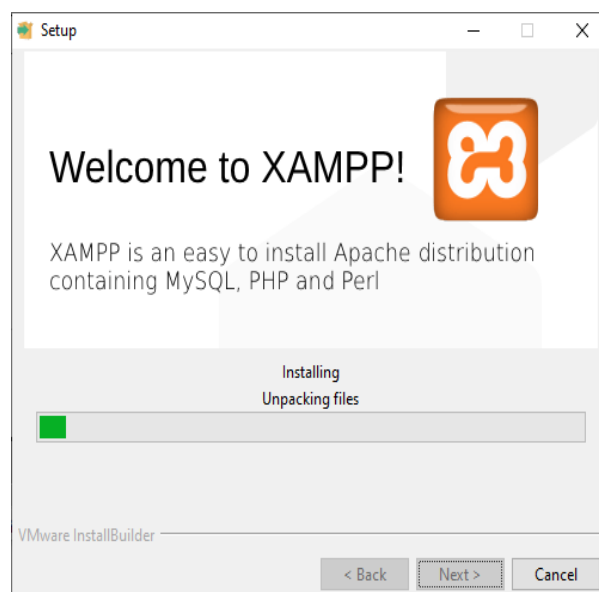 Setup
Welcome to XAMPP!
XAMPP is an easy to install Apache distribution
containing MySQL, PHP and Perl
Installing
Unpacking files
VMware InstallBuilder
< Back
Next >
Cancel